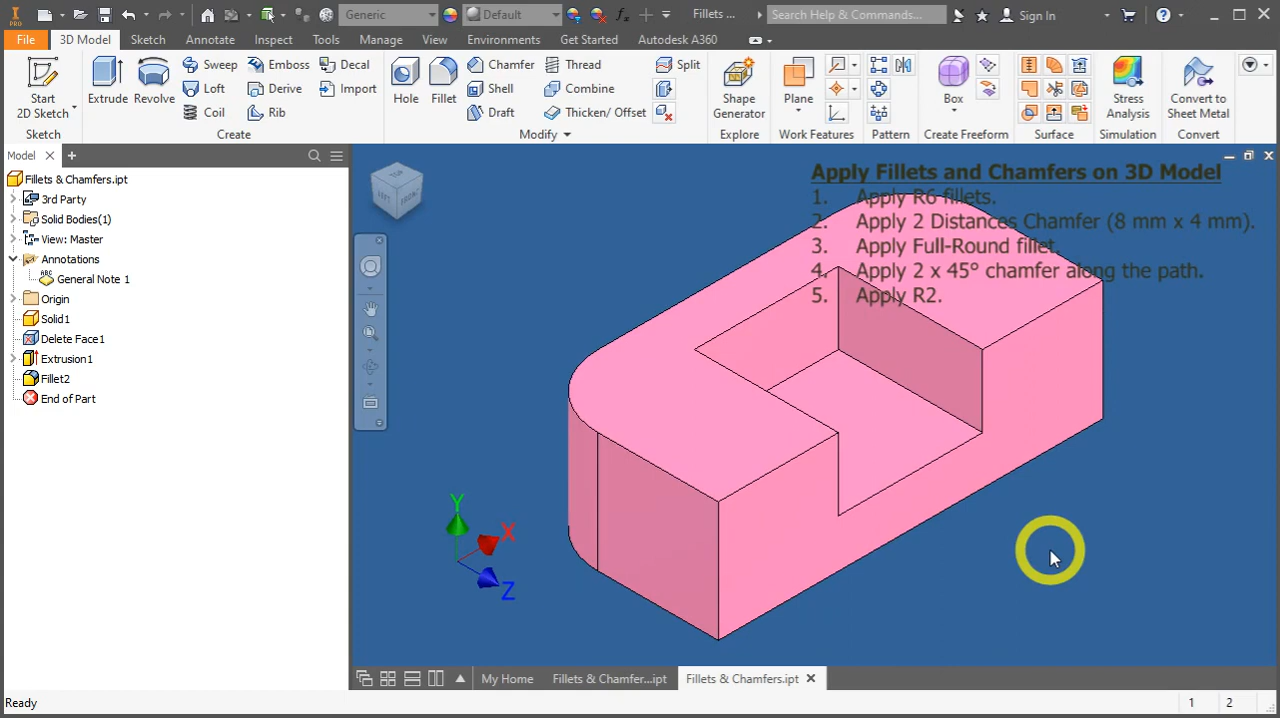 PRO
Generic
Default
Fillets ...
Search Help & Commands...
Sign In
File
3D Model
Sketch
Annotate
Inspect
Tools
Manage
View
Environments
Get Started
Autodesk A360
Start
2D Sketch
Sketch
Extrude
Revolve
Sweep
Loft
Coil
Emboss
Derive
Rib
Decal
Import
Create
Hole
Fillet
Chamfer
Shell
Draft
Thread
Combine
Thicken/ Offset
Split
Modify
Shape
Generator
Explore
Plane
Work Features
Pattern
Box
Create Freeform
Surface
Stress
Analysis
Simulation
Convert to
Sheet Metal
Convert
Model
Fillets & Chamfers.ipt
3rd Party
Solid Bodies(1)
View: Master
Annotations
ABC
General Note 1
Origin
Solid1
Delete Face1
Extrusion1
Fillet2
End of Part
TOP
LEFT
FRONT
Apply Fillets and Chamfers on 3D Model
1. Apply R6 fillets.
2. Apply 2 Distances Chamfer (8 mm x 4 mm).
3. Apply Full-Round fillet.
4. Apply 2 x 45° chamfer along the path.
5. Apply R2.
Y
X
Z
My Home
Fillets & Chamfer...ipt
Fillets & Chamfers.ipt
Ready
1
2